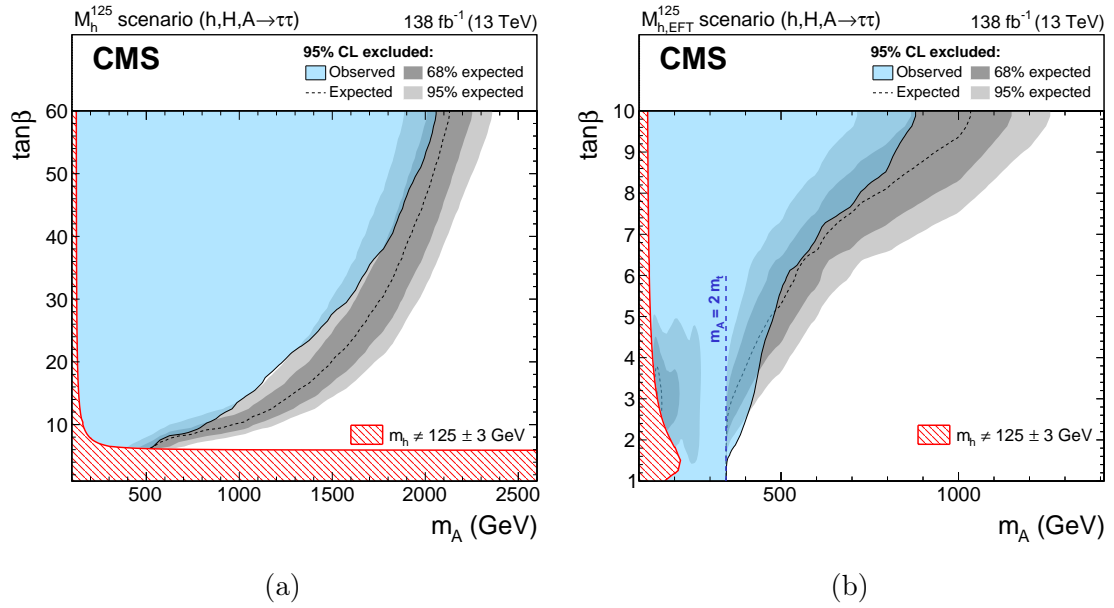 M_h^125 scenario (h,H,A→ττ) 138 fb⁻¹ (13 TeV)
CMS
95% CL excluded:
Observed 68% expected
Expected 95% expected
tanβ
60
50
40
30
20
10
m_h ≠ 125 ± 3 GeV
500 1000 1500 2000 2500
m_A (GeV)
(a)
M_h,EFT^125 scenario (h,H,A→ττ) 138 fb⁻¹ (13 TeV)
CMS
95% CL excluded:
Observed 68% expected
Expected 95% expected
tanβ
10
9
8
7
6
5
4
3
2
1
m_A = 2 m_t
m_h ≠ 125 ± 3 GeV
500 1000
m_A (GeV)
(b)